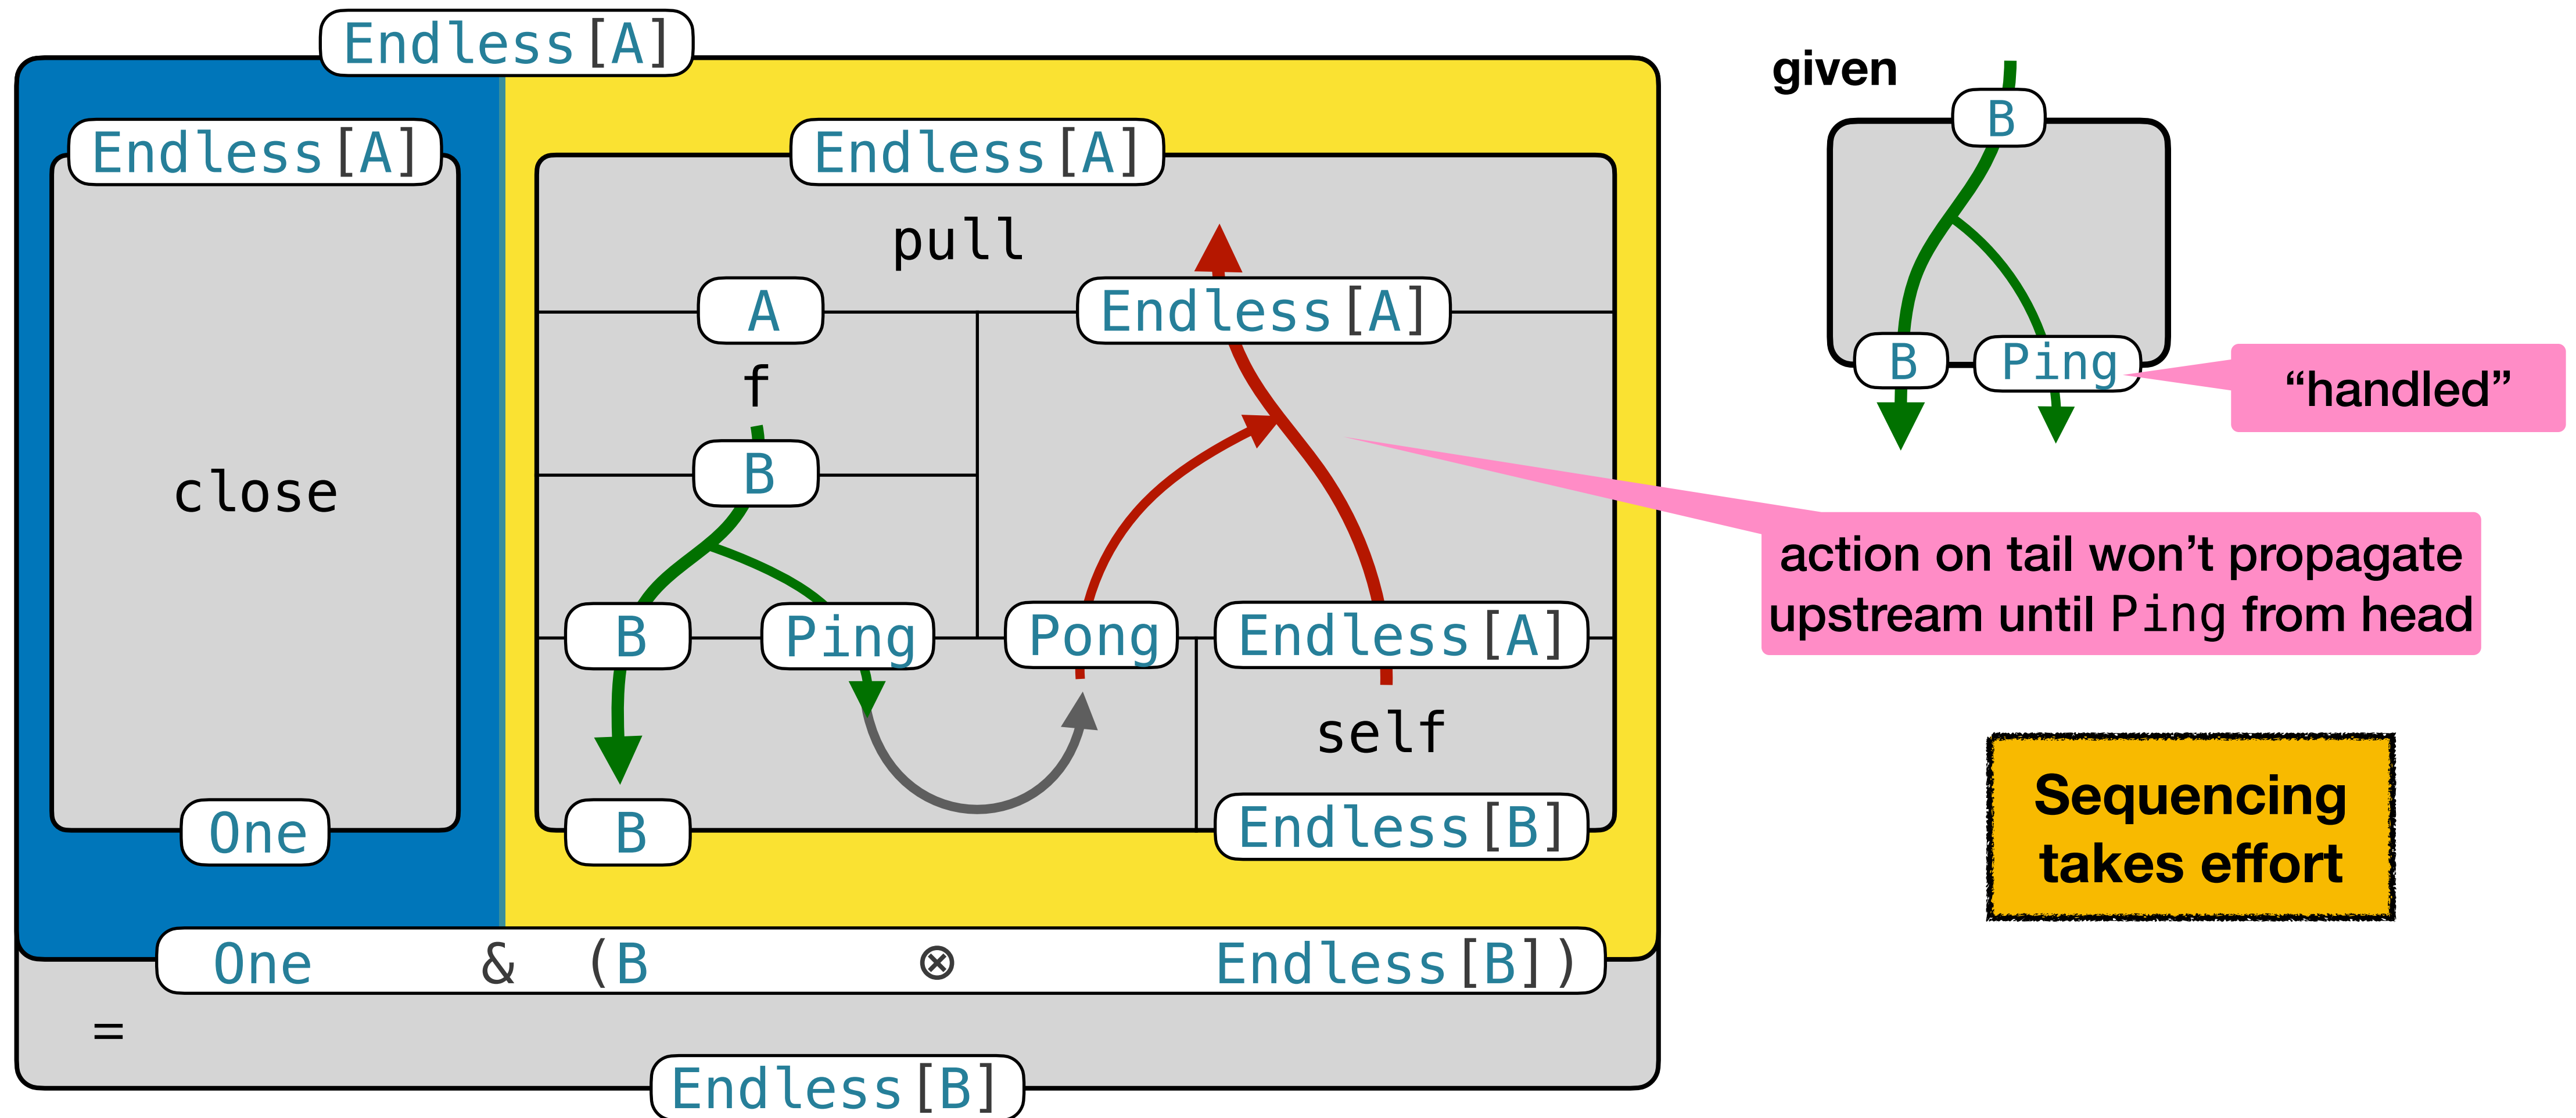 Endless[A]
Endless[A]
close
One
Endless[A]
pull
A
Endless[A]
f
B
B
Ping
Pong
Endless[A]
self
B
Endless[B]
One & (B ⊗ Endless[B])
=
Endless[B]
given
B
B
Ping
“handled”
action on tail won’t propagate
upstream until Ping from head
Sequencing
takes effort